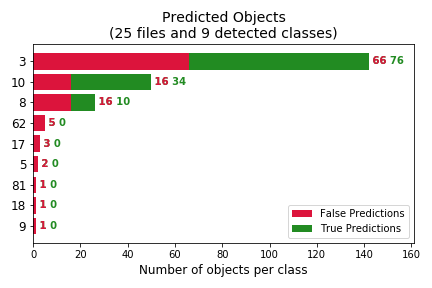 Predicted Objects
(25 files and 9 detected classes)
3 66 76
10 16 34
8 16 10
62 5 0
17 3 0
5 2 0
81 1 0
18 1 0
9 1 0
False Predictions
True Predictions
0 20 40 60 80 100 120 140 160
Number of objects per class